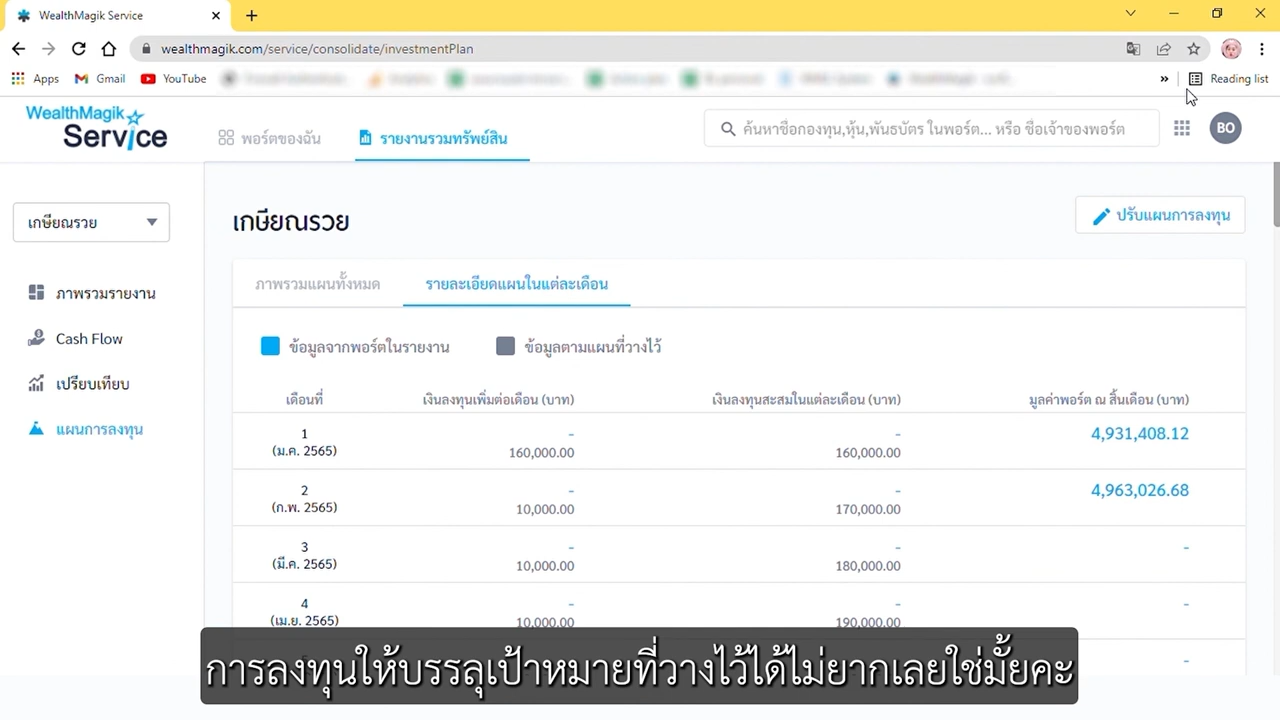 WealthMagik Service
wealthmagik.com/service/consolidate/investmentPlan
Apps Gmail YouTube » Reading list
WealthMagik
Service
พอร์ตของฉัน รายงานรวมทรัพย์สิน
ค้นหาชื่อกองทุน,หุ้น,พันธบัตร ในพอร์ต... หรือ ชื่อเจ้าของพอร์ต
BO
เกษียณรวย
ภาพรวมรายงาน
Cash Flow
เปรียบเทียบ
แผนการลงทุน
เกษียณรวย
ปรับแผนการลงทุน
ภาพรวมแผนทั้งหมด รายละเอียดแผนในแต่ละเดือน
ข้อมูลจากพอร์ตในรายงาน ข้อมูลตามแผนที่วางไว้
เดือนที่ เงินลงทุนเพิ่มต่อเดือน (บาท) เงินลงทุนสะสมในแต่ละเดือน (บาท) มูลค่าพอร์ต ณ สิ้นเดือน (บาท)
1 - - 4,931,408.12
(ม.ค. 2565) 160,000.00 160,000.00
2 - - 4,963,026.68
(ก.พ. 2565) 10,000.00 170,000.00
3 - - -
(มี.ค. 2565) 10,000.00 180,000.00
4 - - -
(เม.ย. 2565) 10,000.00 190,000.00
-
การลงทุนให้บรรลุเป้าหมายที่วางไว้ได้ไม่ยากเลยใช่มั้ยคะ